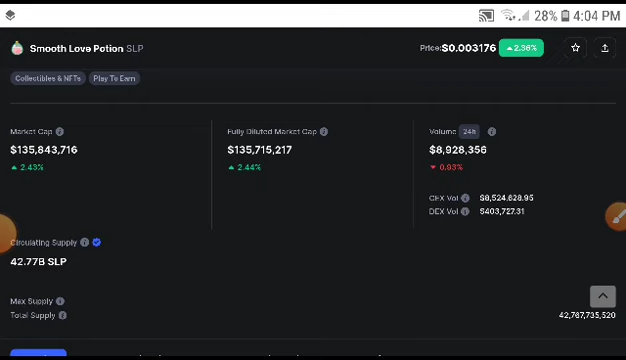 28% 4:04 PM
Smooth Love Potion SLP
Price: $0.003176 2.36%
Collectibles & NFTs Play To Earn
Market Cap
$135,843,716
2.43%
Fully Diluted Market Cap
$135,715,217
2.44%
Volume 24h
$8,928,356
0.93%
CEX Vol $8,524,628.95
DEX Vol $403,727.31
Circulating Supply
42.77B SLP
Max Supply
Total Supply 42,767,735,520